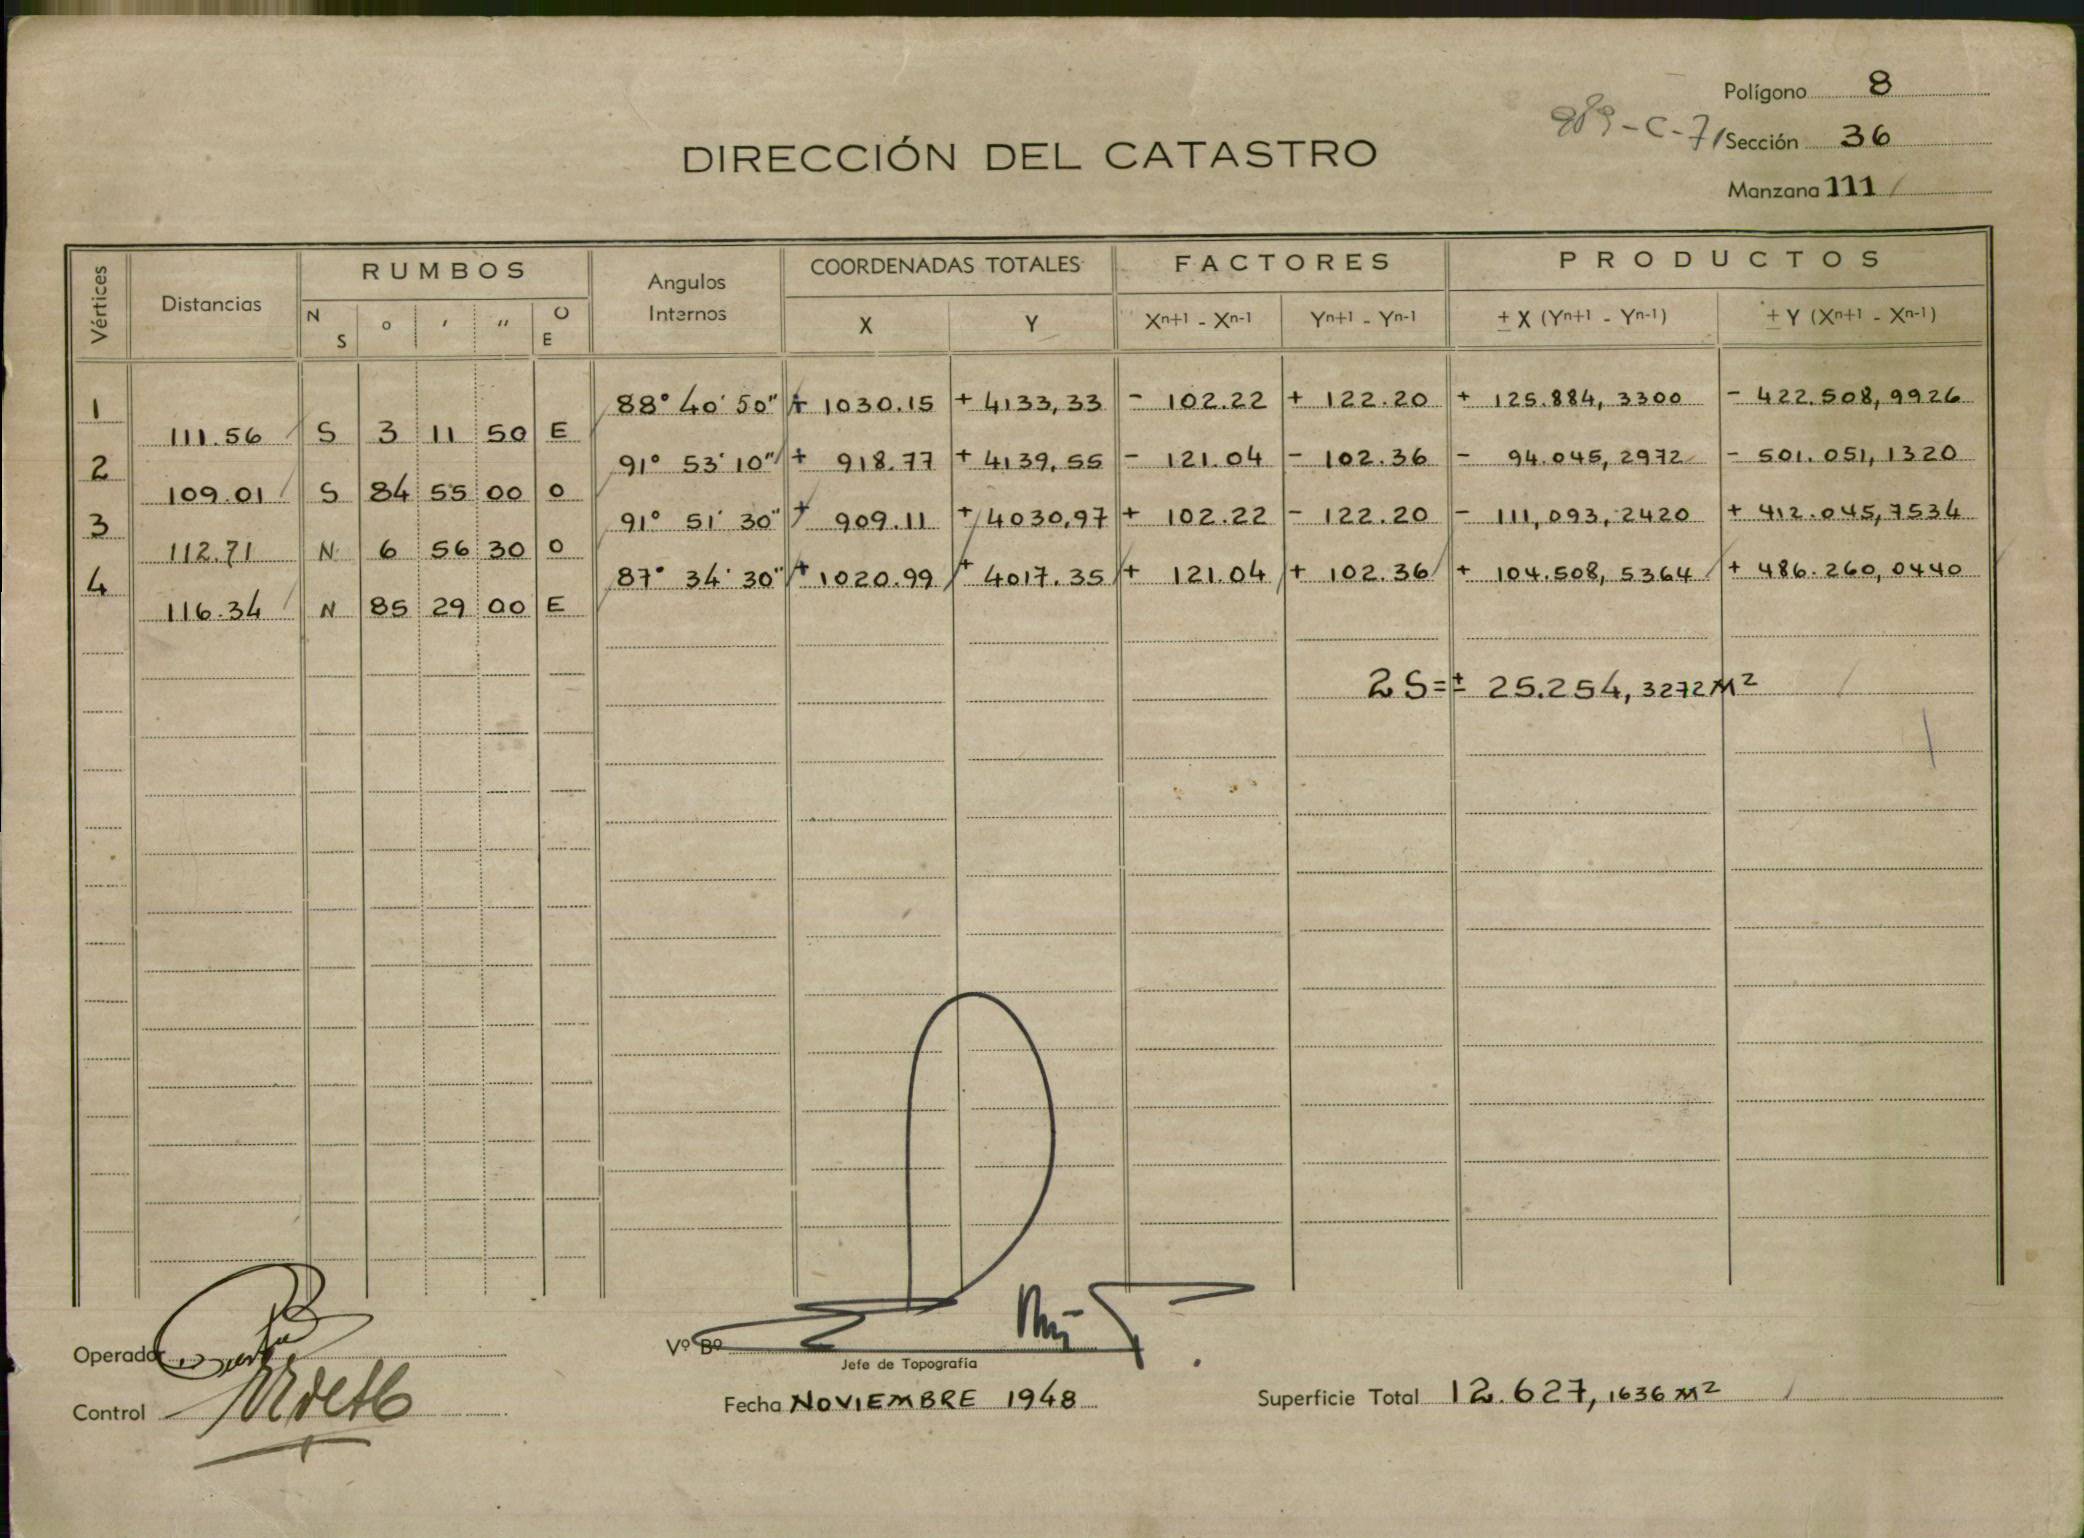 Polígono 8
989-C-71 Sección 36
DIRECCIÓN DEL CATASTRO
Manzana 111
Vértices Distancias RUMBOS Angulos Internos COORDENADAS TOTALES FACTORES PRODUCTOS
N S o ' " O E X Y Xn+1 - Xn-1 Yn+1 - Yn-1 ± X (Yn+1 - Yn-1) ± Y (Xn+1 - Xn-1)
1 88° 40' 50" + 1030.15 + 4133,33 - 102.22 + 122.20 + 125.884,3300 - 422.508,9926
111.56 S 3 11 50 E
2 91° 53' 10" + 918.77 + 4139,55 - 121.04 - 102.36 - 94.045,2972 - 501.051,1320
109.01 S 84 55 00 O
3 91° 51' 30" + 909.11 + 4030,97 + 102.22 - 122.20 - 111,093,2420 + 412.045,7534
112.71 N 6 56 30 O
4 87° 34' 30" + 1020.99 + 4017.35 + 121.04 + 102.36 + 104.508,5364 + 486.260,0440
116.34 N 85 29 00 E
2S=± 25.254,3272 M²
Operador
Vº Bº
Jefe de Topografía
Control
Fecha NOVIEMBRE 1948
Superficie Total 12.627,1636 M²